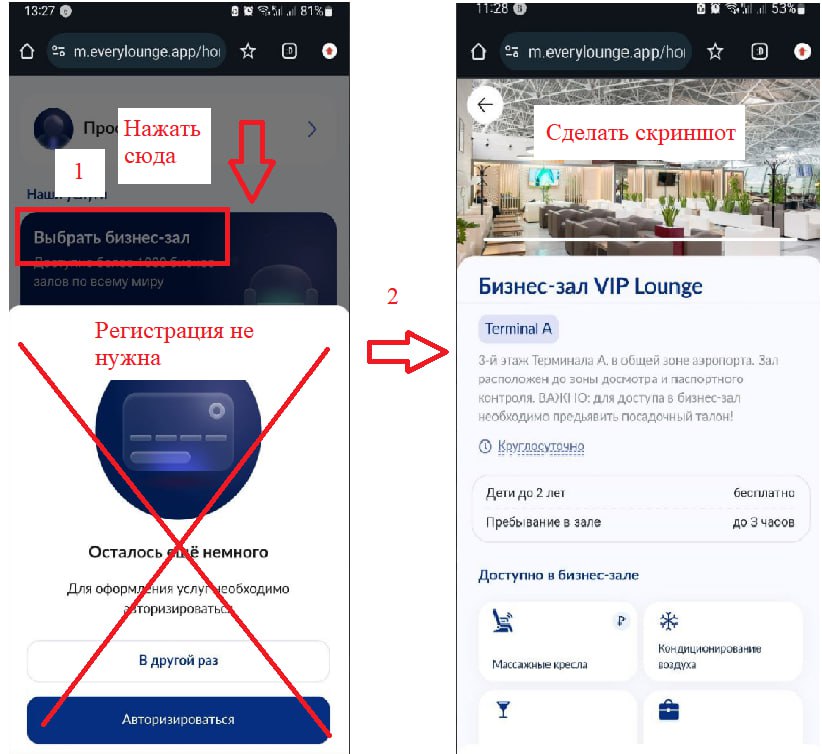 13:27
81%
m.everylounge.app/ho
:D
Прос
Нажать
сюда
1
Наши услуги
Выбрать бизнес-зал
Доступно более 1000 бизнес-
залов по всему миру
Регистрация не
нужна
Осталось ещё немного
Для оформления услуг необходимо
авторизироваться
В другой раз
Авторизироваться
2
11:28
53%
m.everylounge.app/ho
:D
Сделать скриншот
Бизнес-зал VIP Lounge
Terminal A
3-й этаж Терминала А, в общей зоне аэропорта. Зал
расположен до зоны досмотра и паспортного
контроля. ВАЖНО: для доступа в бизнес-зал
необходимо предьявить посадочный талон!
Круглосуточно
Дети до 2 лет бесплатно
Пребывание в зале до 3 часов
Доступно в бизнес-зале
₽
Массажные кресла
Кондиционирование
воздуха